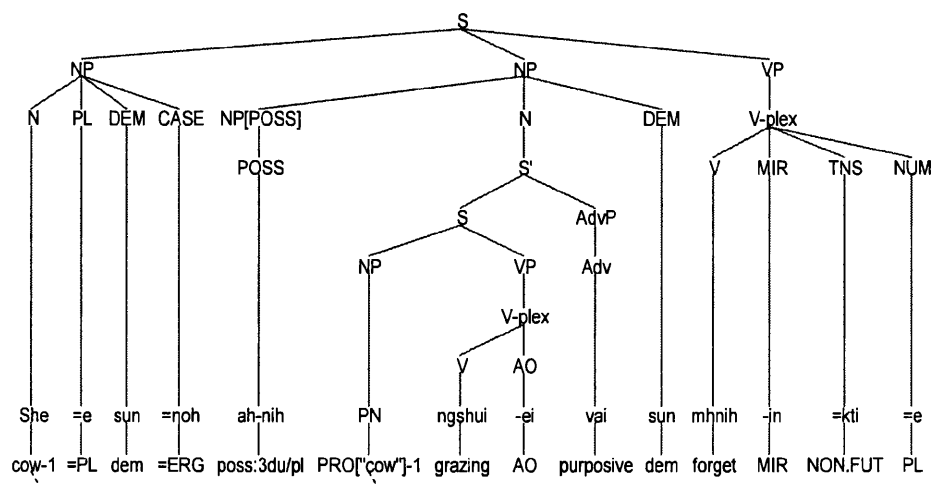 S
NP NP VP
N PL DEM CASE NP[POSS] N DEM V-plex
POSS S' V MIR TNS NUM
S AdvP
NP VP Adv
V-plex
V AO
She =e sun =noh ah-nih PN ngshui -ei vai sun mhnih -in =kti =e
cow-1 =PL dem =ERG poss:3du/pl PRO["cow"]-1 grazing AO purposive dem forget MIR NON.FUT PL